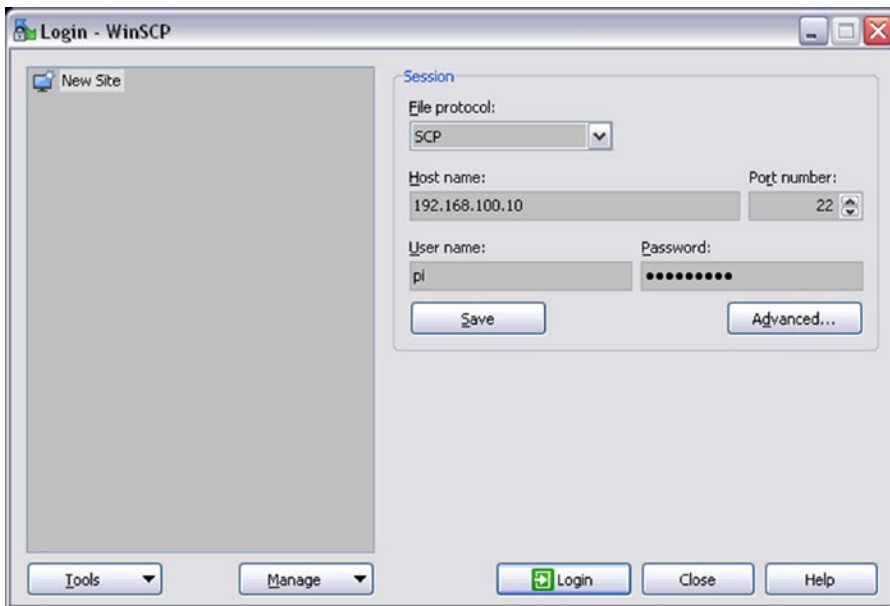 Login - WinSCP
New Site
Session
File protocol:
SCP
Host name:
Port number:
192.168.100.10
22
User name:
Password:
pi
●●●●●●●●●
Save
Advanced...
Tools
Manage
Login
Close
Help